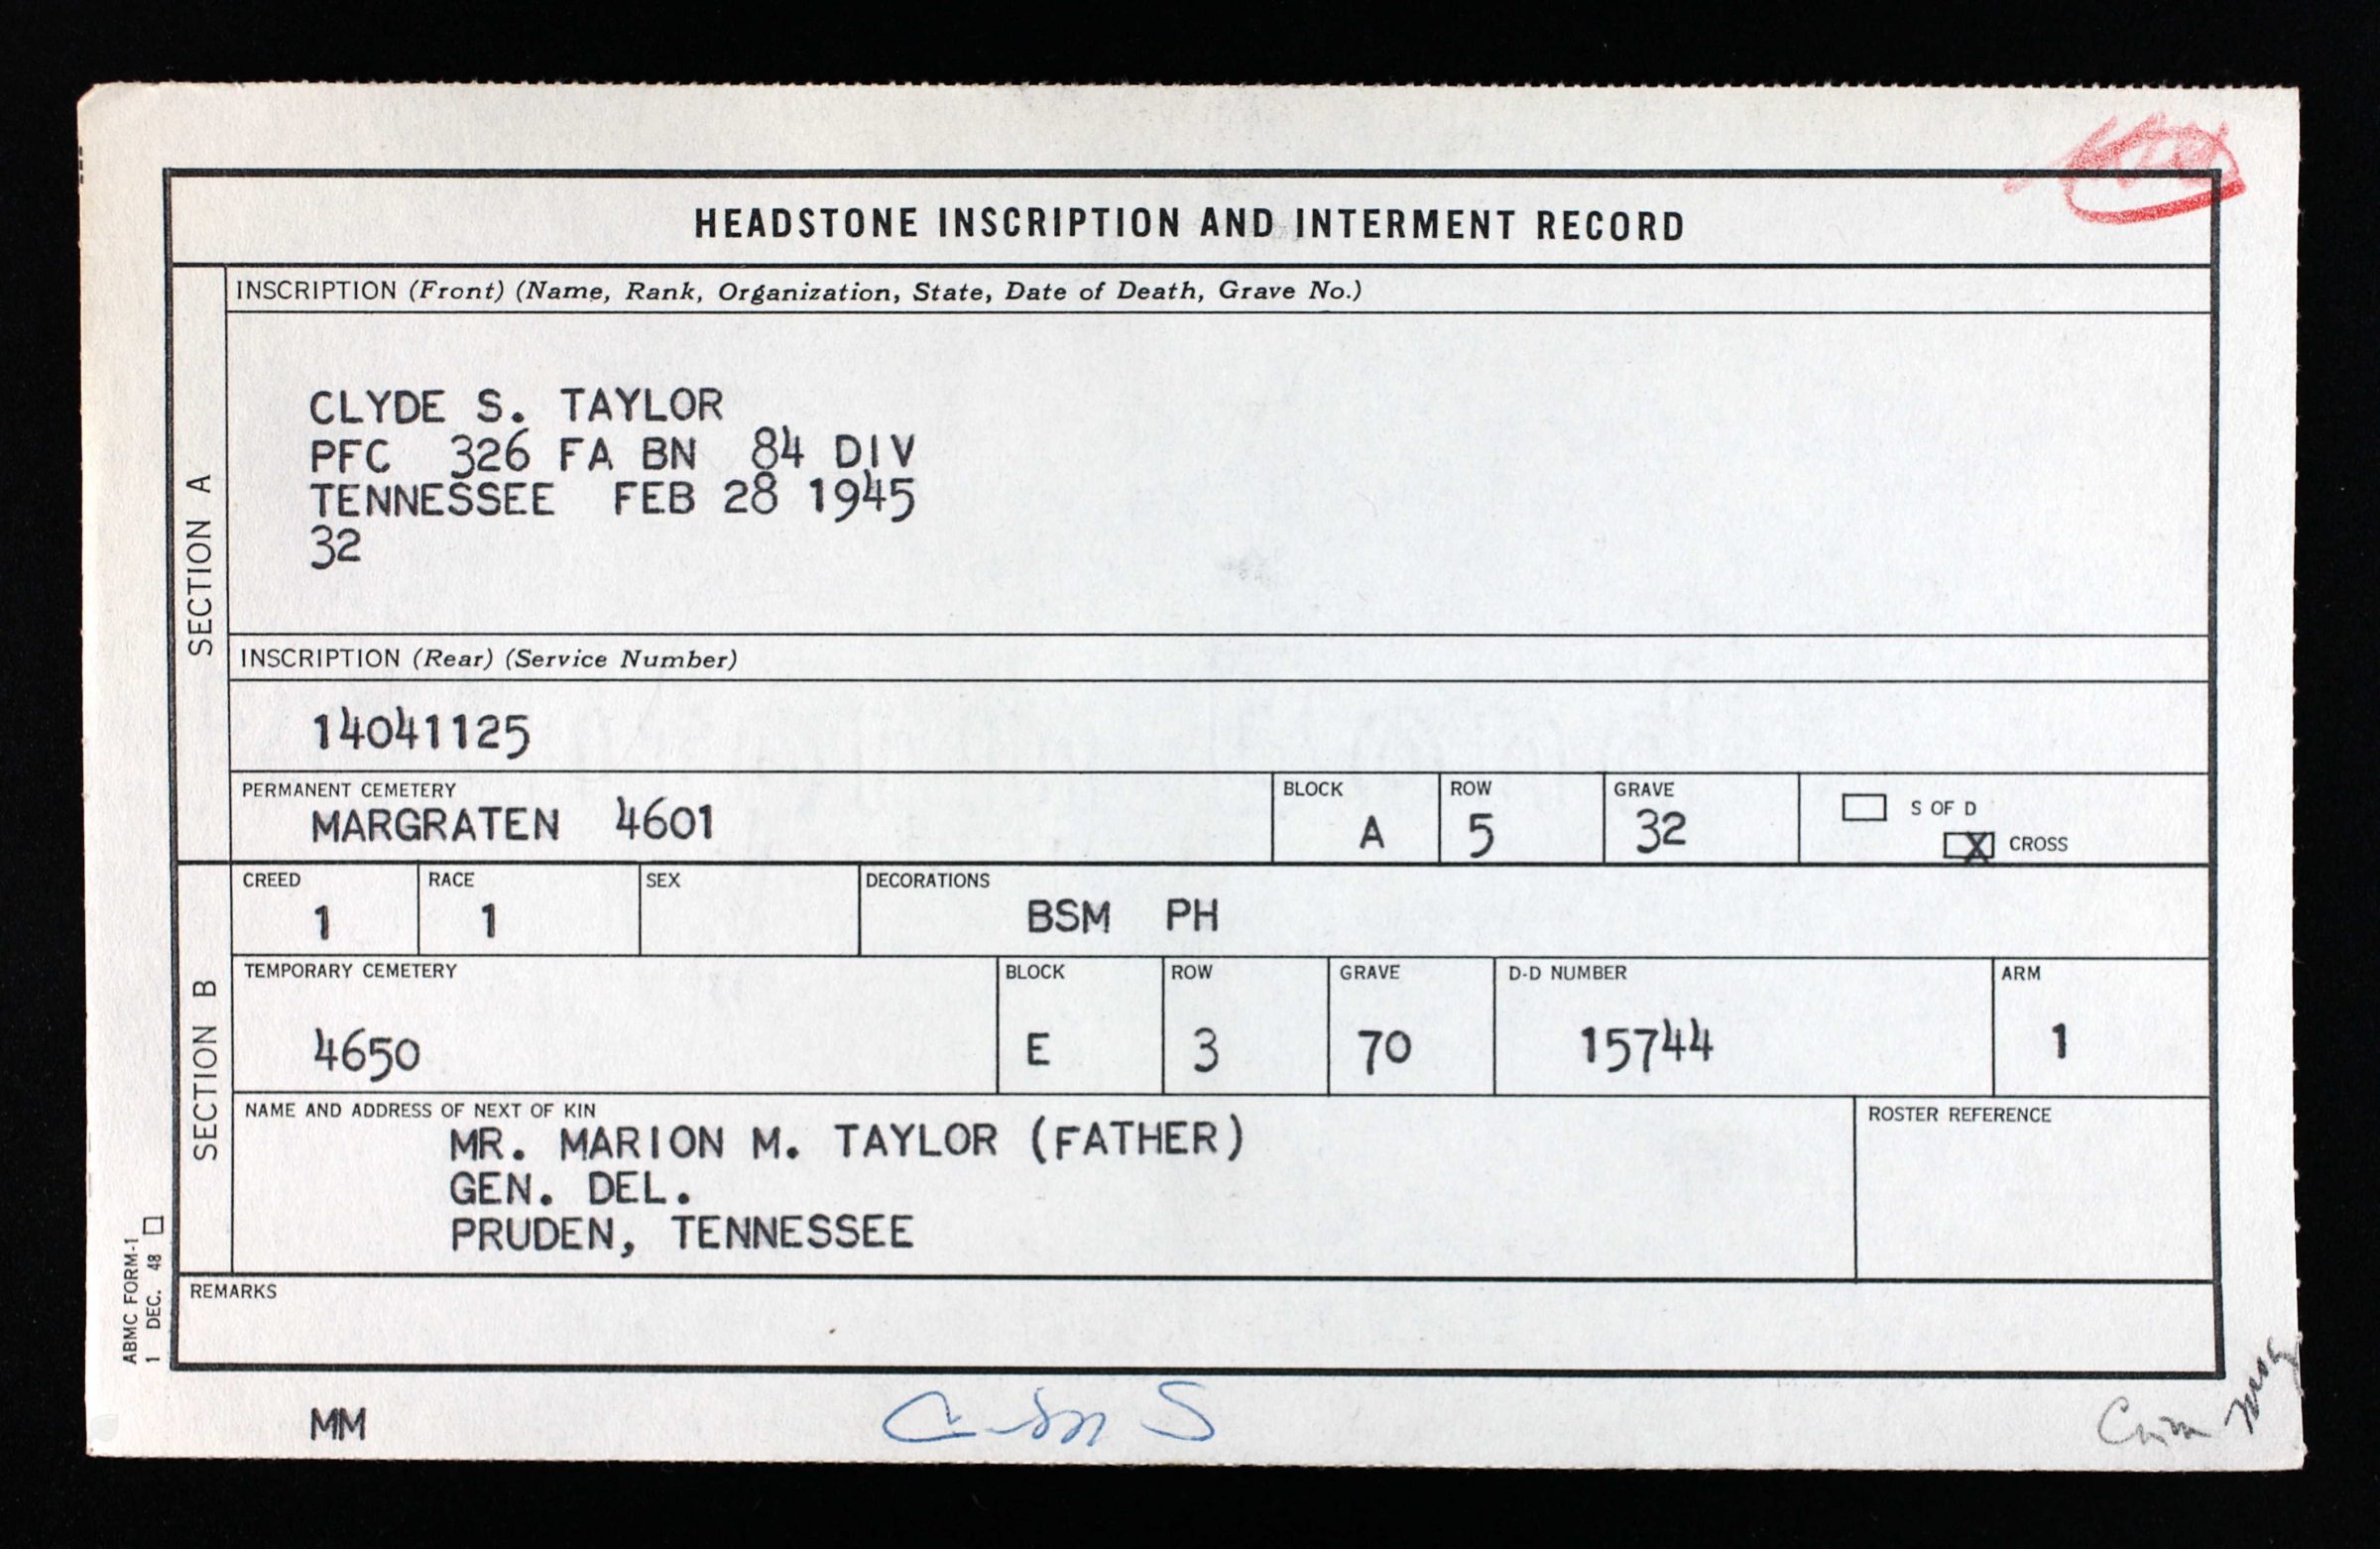 HEADSTONE INSCRIPTION AND INTERMENT RECORD
SECTION A
INSCRIPTION (Front) (Name, Rank, Organization, State, Date of Death, Grave No.)
CLYDE S. TAYLOR
PFC 326 FA BN 84 DIV
TENNESSEE FEB 28 1945
32
INSCRIPTION (Rear) (Service Number)
14041125
PERMANENT CEMETERY BLOCK ROW GRAVE
MARGRATEN 4601 A 5 32
S OF D
X CROSS
SECTION B
CREED RACE SEX DECORATIONS
1 1 BSM PH
TEMPORARY CEMETERY BLOCK ROW GRAVE D-D NUMBER ARM
4650 E 3 70 15744 1
NAME AND ADDRESS OF NEXT OF KIN ROSTER REFERENCE
MR. MARION M. TAYLOR (FATHER)
GEN. DEL.
PRUDEN, TENNESSEE
REMARKS
ABMC FORM-1
1 DEC. 48
MM